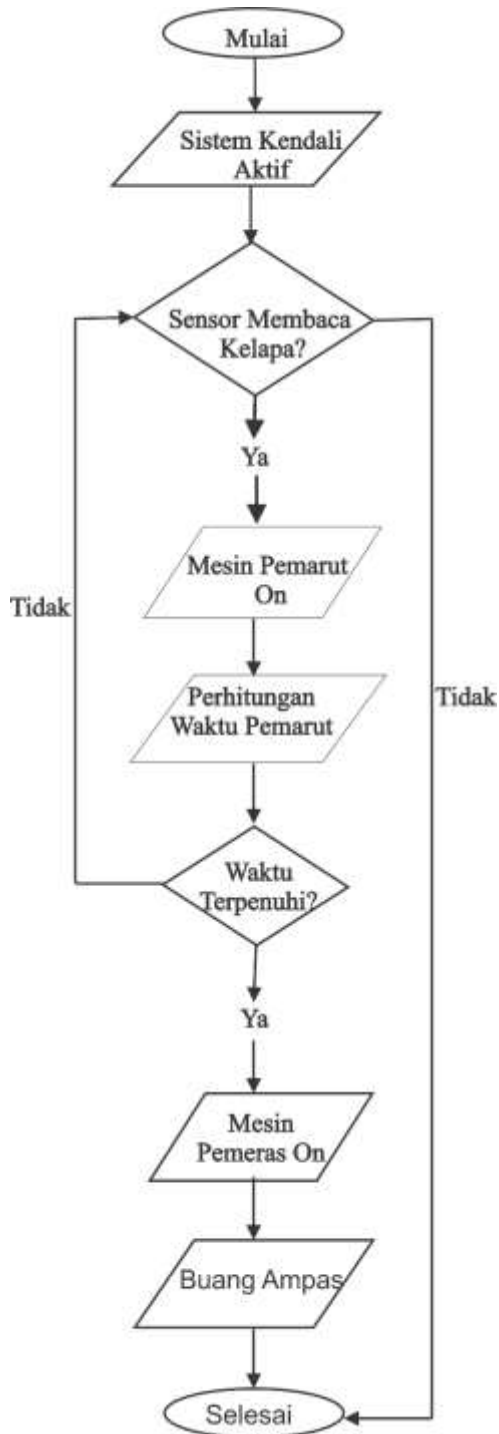 Mulai
Sistem Kendali
Aktif
Sensor Membaca
Kelapa?
Ya
Mesin Pemarut
On
Tidak
Perhitungan
Waktu Pemarut
Tidak
Waktu
Terpenuhi?
Ya
Mesin
Pemeras On
Buang Ampas
Selesai